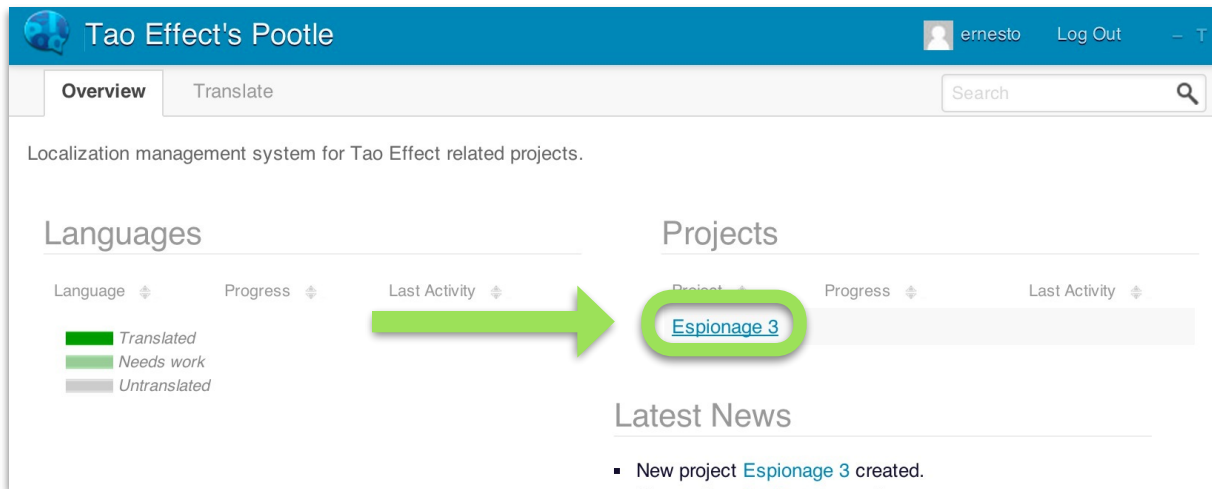 Tao Effect's Pootle
ernesto Log Out – T
Overview Translate
Search
Localization management system for Tao Effect related projects.
Languages
Language Progress Last Activity
Translated
Needs work
Untranslated
Projects
Project Progress Last Activity
Espionage 3
Latest News
New project Espionage 3 created.